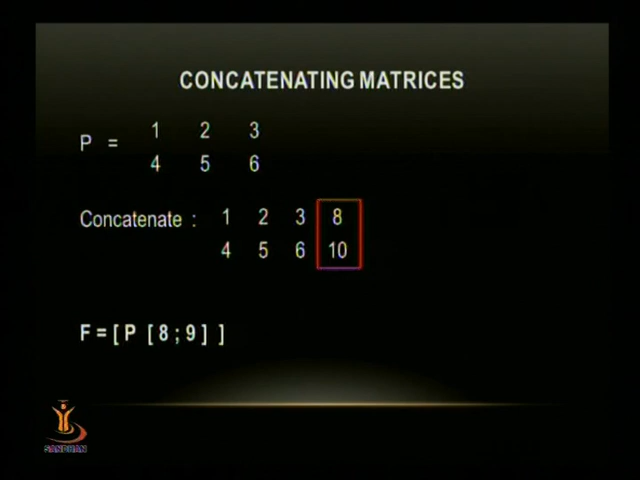 CONCATENATING MATRICES
P = 1 2 3
4 5 6
Concatenate : 1 2 3 8
4 5 6 10
F = [ P [ 8 ; 9 ] ]
SANDHAN